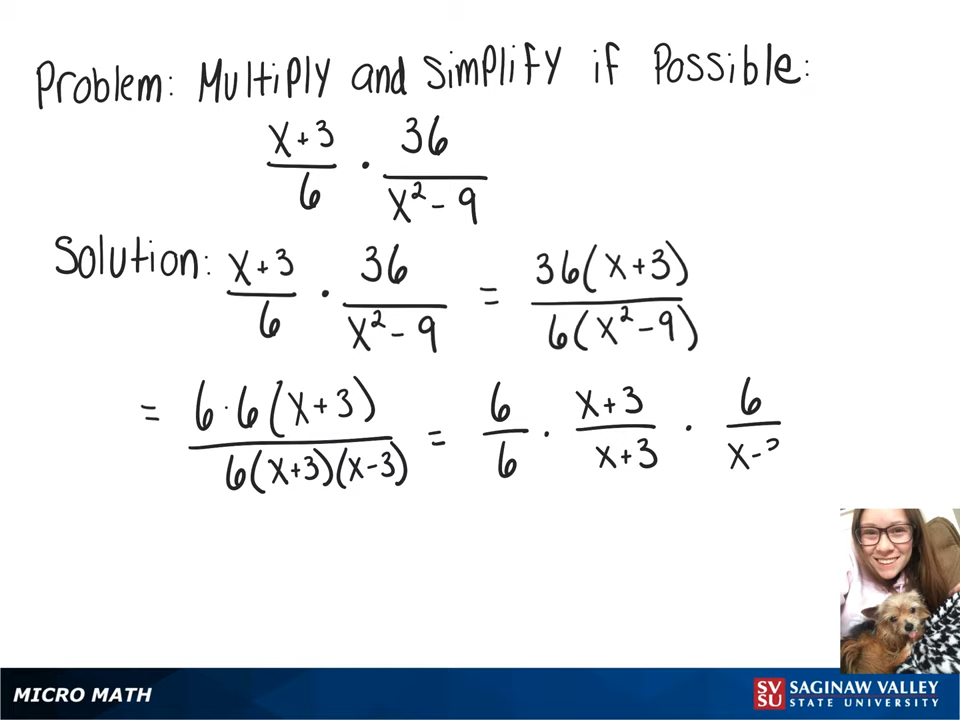 Problem: Multiply and Simplify if Possible:
x+3/6 · 36/x²-9
Solution: x+3/6 · 36/x²-9 = 36(x+3)/6(x²-9)
= 6·6(x+3)/6(x+3)(x-3) = 6/6 · x+3/x+3 · 6/x-
MICRO MATH
SVSU SAGINAW VALLEY
STATE UNIVERSITY